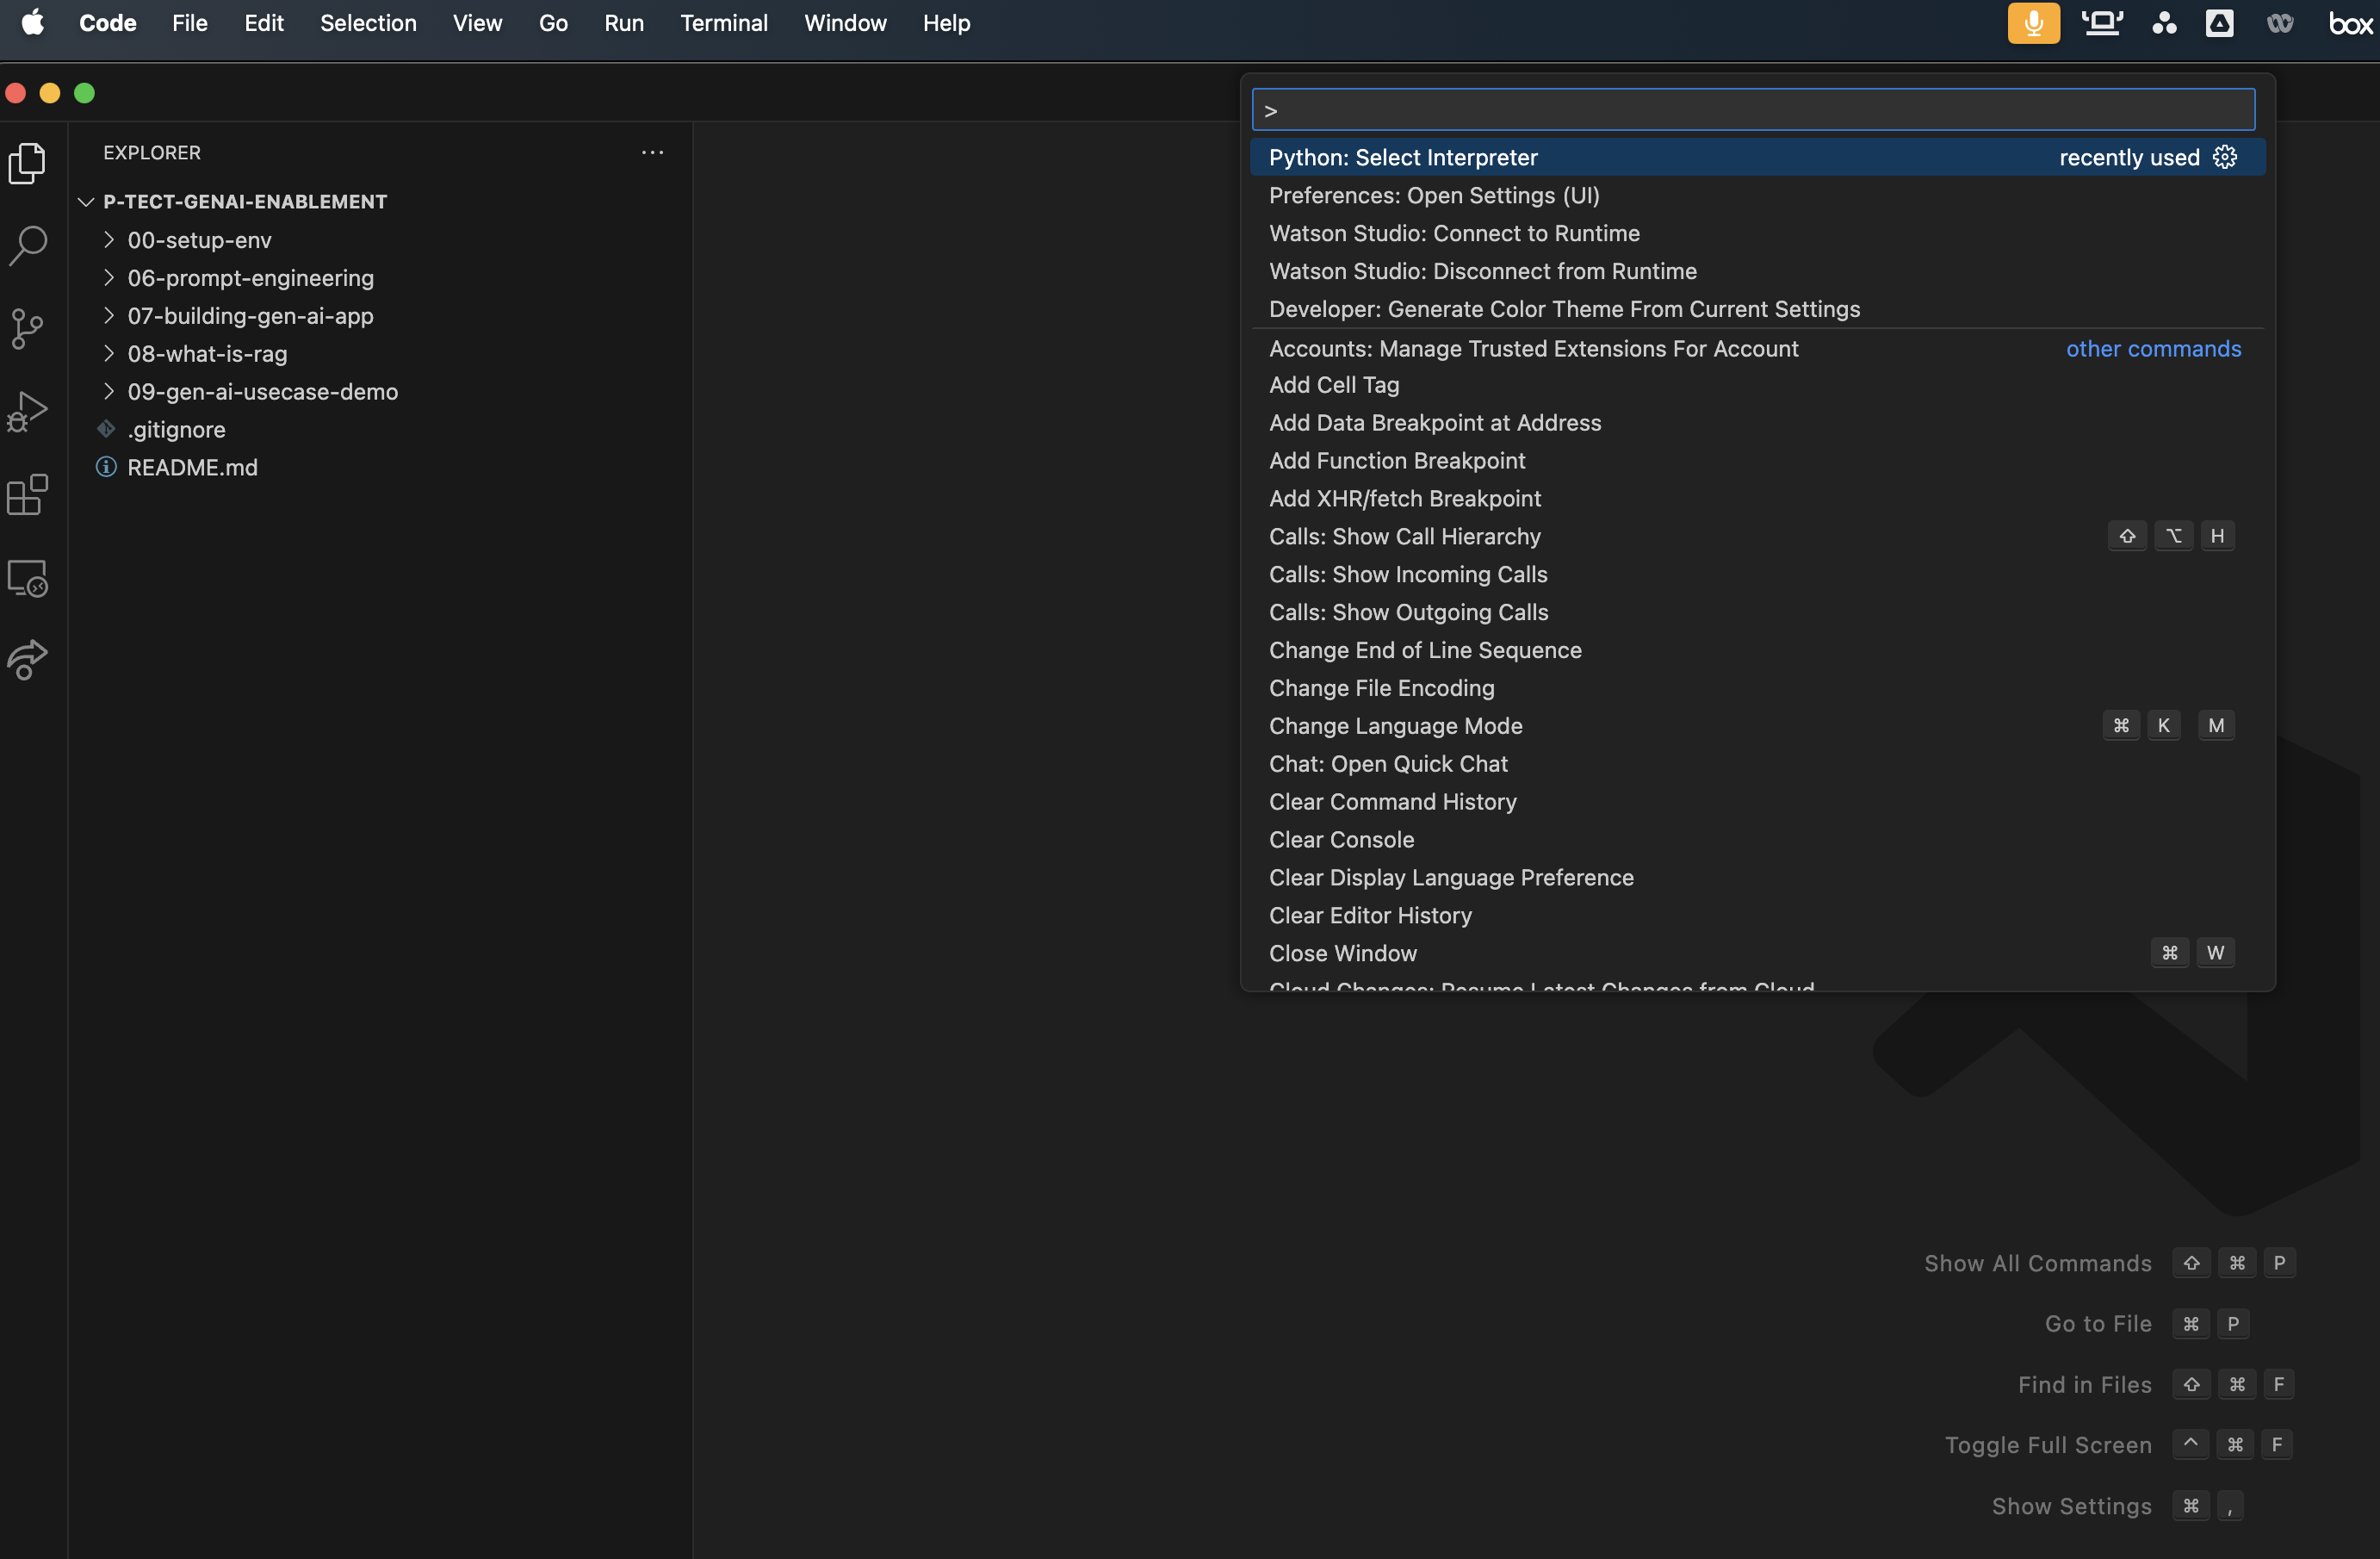 Code File Edit Selection View Go Run Terminal Window Help box
EXPLORER
P-TECT-GENAI-ENABLEMENT
00-setup-env
06-prompt-engineering
07-building-gen-ai-app
08-what-is-rag
09-gen-ai-usecase-demo
.gitignore
README.md
>
Python: Select Interpreter recently used
Preferences: Open Settings (UI)
Watson Studio: Connect to Runtime
Watson Studio: Disconnect from Runtime
Developer: Generate Color Theme From Current Settings
Accounts: Manage Trusted Extensions For Account other commands
Add Cell Tag
Add Data Breakpoint at Address
Add Function Breakpoint
Add XHR/fetch Breakpoint
Calls: Show Call Hierarchy ⇧ ⌥ H
Calls: Show Incoming Calls
Calls: Show Outgoing Calls
Change End of Line Sequence
Change File Encoding
Change Language Mode ⌘ K M
Chat: Open Quick Chat
Clear Command History
Clear Console
Clear Display Language Preference
Clear Editor History
Close Window ⌘ W
Cloud Changes: Resume Latest Changes from Cloud
Show All Commands ⇧ ⌘ P
Go to File ⌘ P
Find in Files ⇧ ⌘ F
Toggle Full Screen ^ ⌘ F
Show Settings ⌘ ,